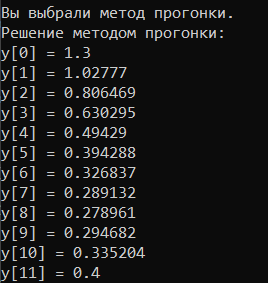 Вы выбрали метод прогонки.
Решение методом прогонки:
y[0] = 1.3
y[1] = 1.02777
y[2] = 0.806469
y[3] = 0.630295
y[4] = 0.49429
y[5] = 0.394288
y[6] = 0.326837
y[7] = 0.289132
y[8] = 0.278961
y[9] = 0.294682
y[10] = 0.335204
y[11] = 0.4